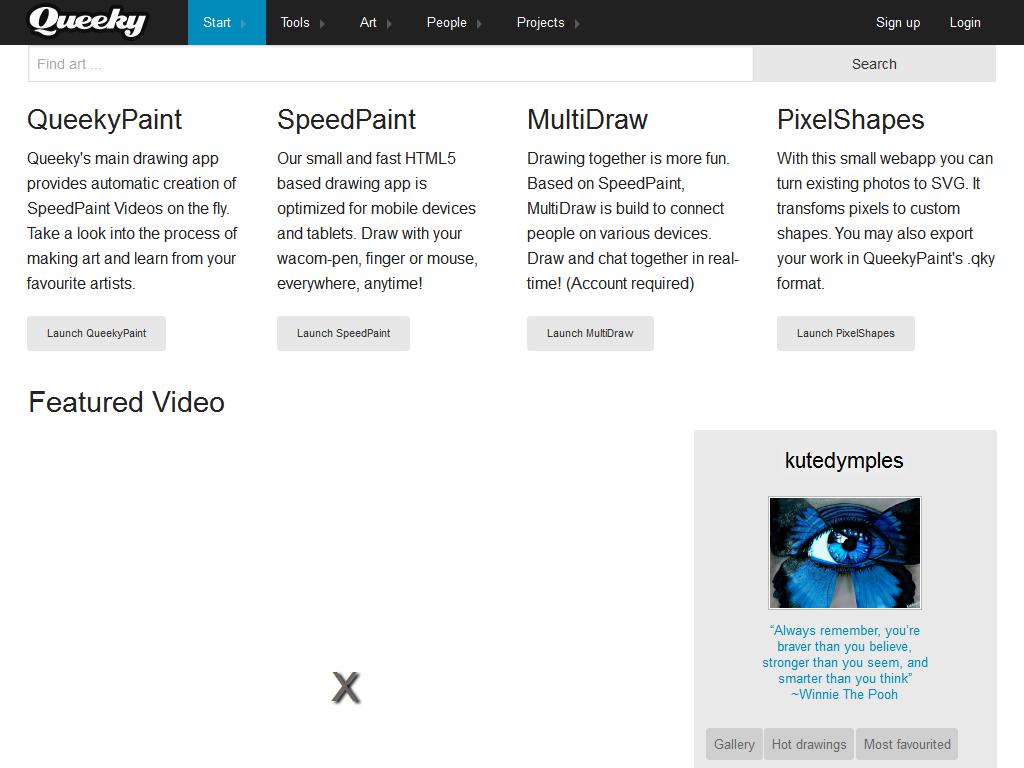 Queeky
Start
Tools
Art
People
Projects
Sign up
Login
Find art ...
Search
QueekyPaint
Queeky's main drawing app
provides automatic creation of
SpeedPaint Videos on the fly.
Take a look into the process of
making art and learn from your
favourite artists.
Launch QueekyPaint
SpeedPaint
Our small and fast HTML5
based drawing app is
optimized for mobile devices
and tablets. Draw with your
wacom-pen, finger or mouse,
everywhere, anytime!
Launch SpeedPaint
MultiDraw
Drawing together is more fun.
Based on SpeedPaint,
MultiDraw is build to connect
people on various devices.
Draw and chat together in real-
time! (Account required)
Launch MultiDraw
PixelShapes
With this small webapp you can
turn existing photos to SVG. It
transfoms pixels to custom
shapes. You may also export
your work in QueekyPaint's .qky
format.
Launch PixelShapes
Featured Video
X
kutedymples
“Always remember, you’re
braver than you believe,
stronger than you seem, and
smarter than you think”
~Winnie The Pooh
Gallery
Hot drawings
Most favourited